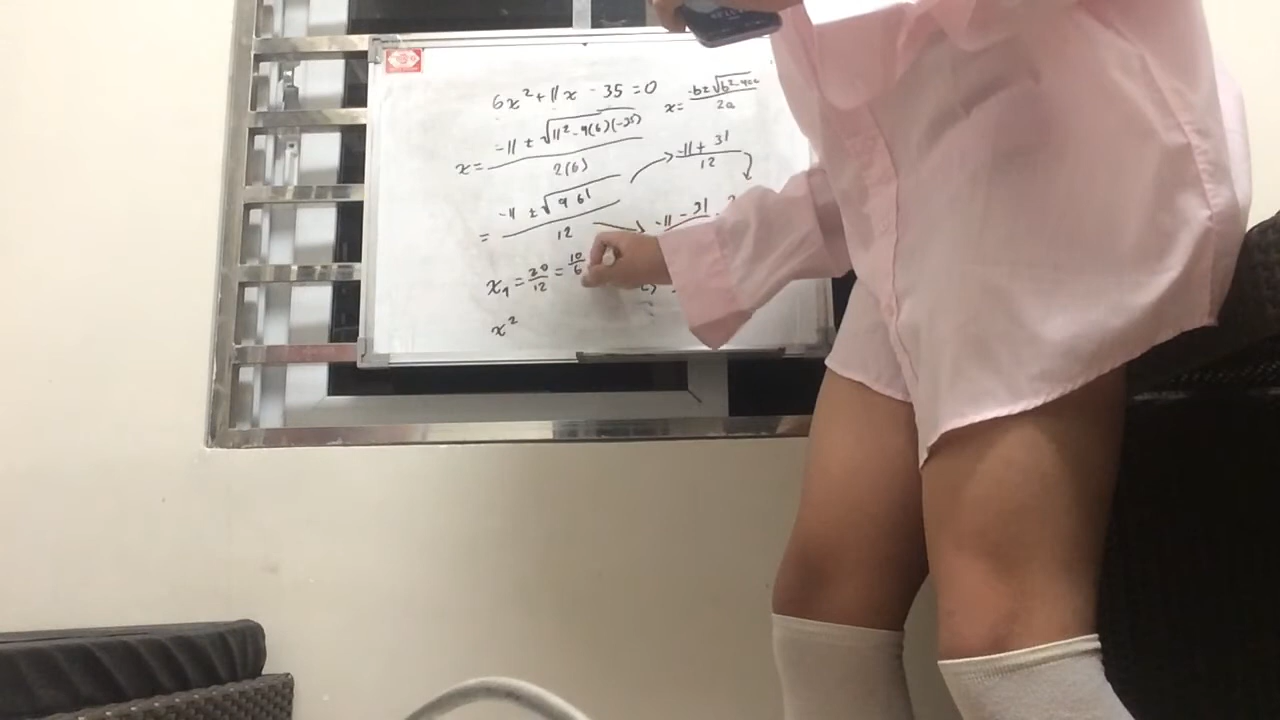 6x² + 11x - 35 = 0
x = -b ± √b² - 4ac / 2a
x = -11 ± √11² - 4(6)(-35) / 2(6)
-11 + 31 / 12
= -11 ± √961 / 12
-11 - 31
x₁ = 20/12 = 10/6
x²